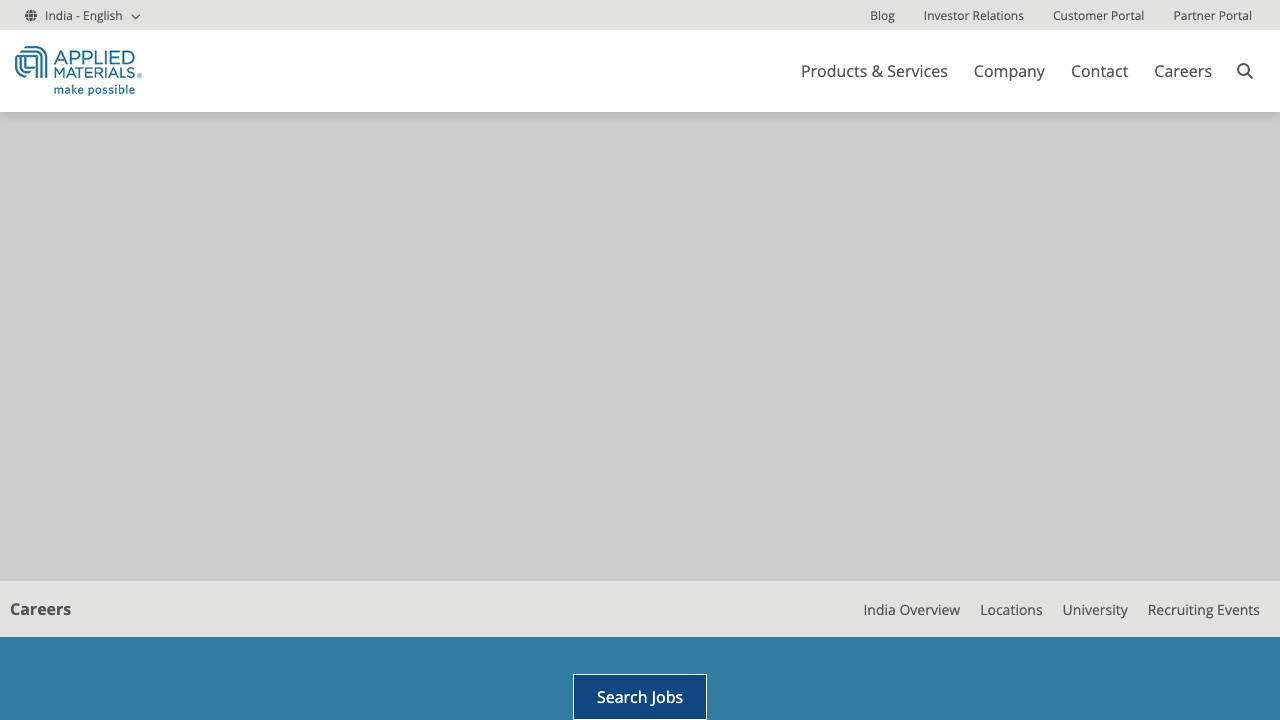 India - English
Blog Investor Relations Customer Portal Partner Portal
APPLIED
MATERIALS®
make possible
Products & Services Company Contact Careers
Careers
India Overview Locations University Recruiting Events
Search Jobs